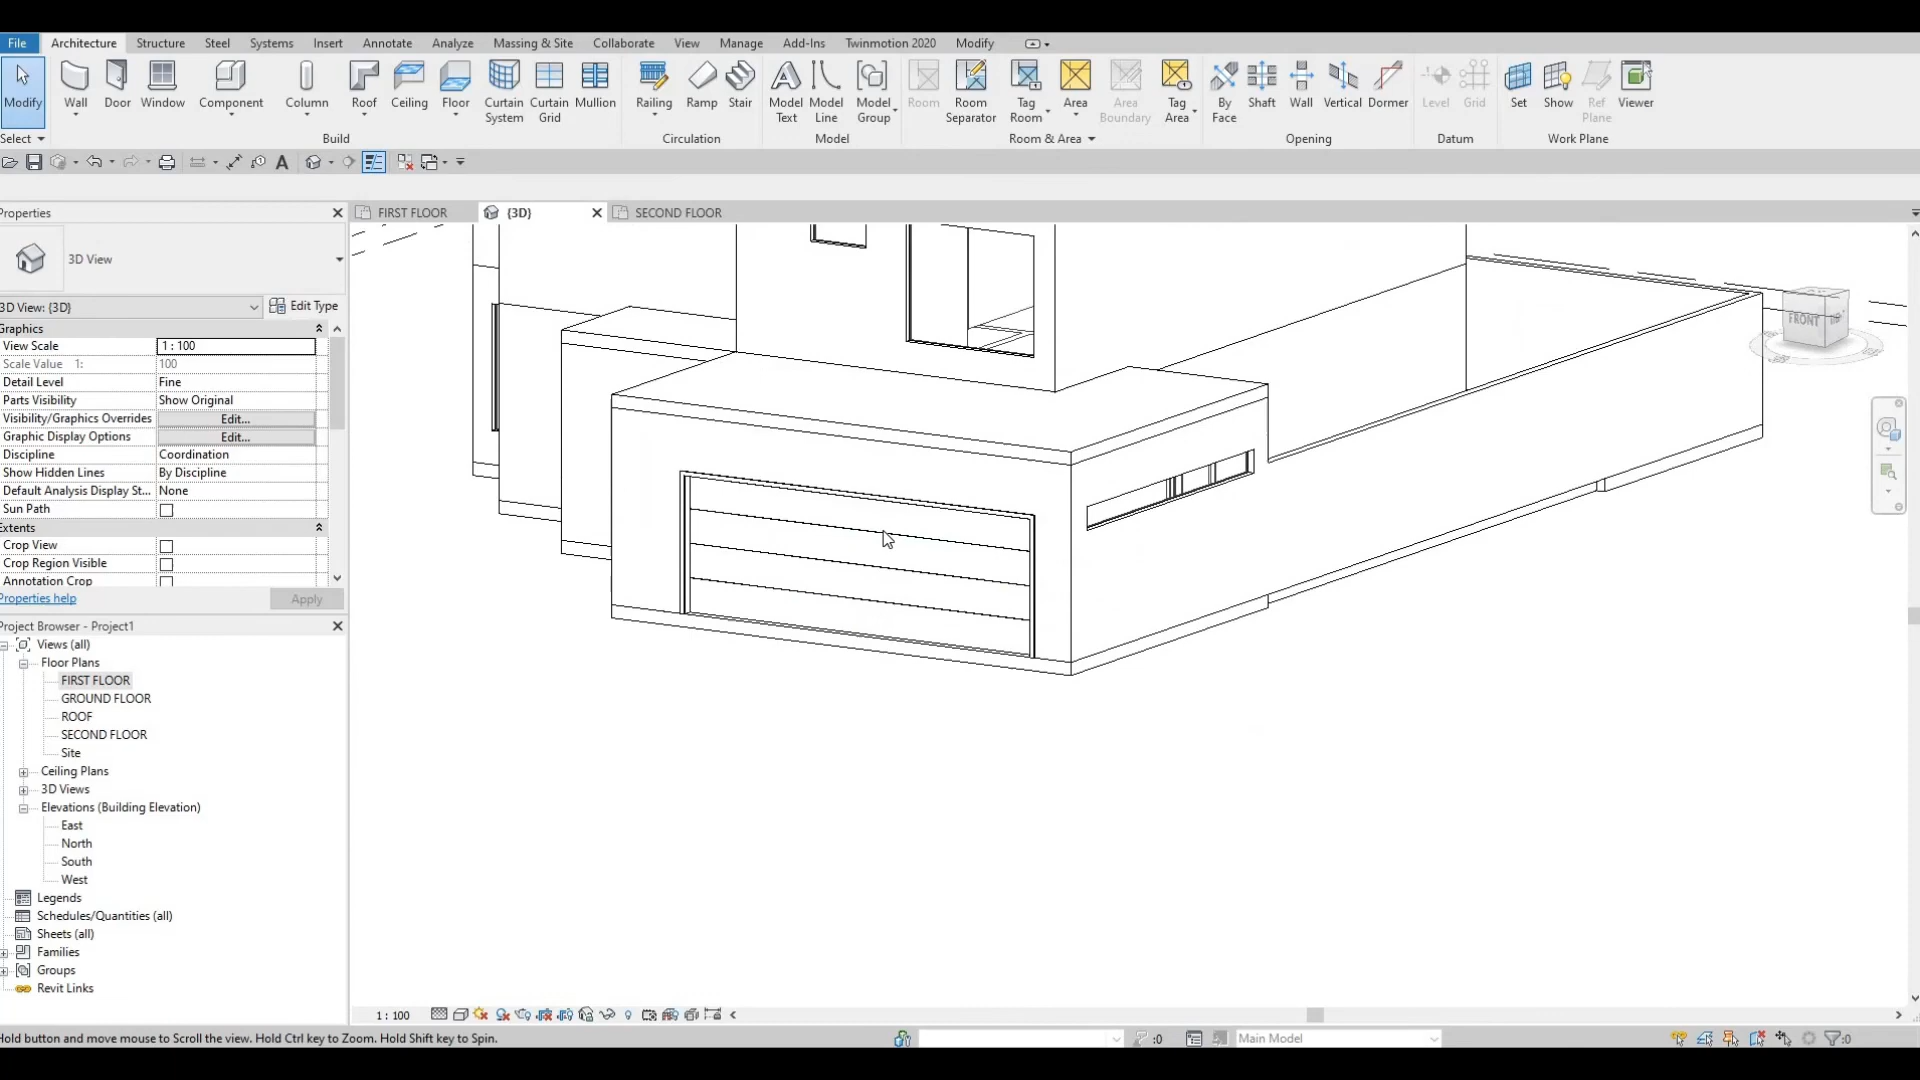 File Architecture Structure Steel Systems Insert Annotate Analyze Massing & Site Collaborate View Manage Add-Ins Twinmotion 2020 Modify
Modify Wall Door Window Component Column Roof Ceiling Floor Curtain System Curtain Grid Mullion Railing Ramp Stair Model Text Model Line Model Group Room Room Separator Tag Room Area Area Boundary Tag Area By Face Shaft Wall Vertical Dormer Level Grid Set Show Ref Plane Viewer
Select Build Circulation Model Room & Area Opening Datum Work Plane
Properties
FIRST FLOOR {3D} SECOND FLOOR
3D View
3D View: {3D} Edit Type
Graphics
View Scale 1 : 100
Scale Value 1: 100
Detail Level Fine
Parts Visibility Show Original
Visibility/Graphics Overrides Edit...
Graphic Display Options Edit...
Discipline Coordination
Show Hidden Lines By Discipline
Default Analysis Display St... None
Sun Path
Extents
Crop View
Crop Region Visible
Annotation Crop
Properties help Apply
Project Browser - Project1
Views (all)
Floor Plans
FIRST FLOOR
GROUND FLOOR
ROOF
SECOND FLOOR
Site
Ceiling Plans
3D Views
Elevations (Building Elevation)
East
North
South
West
Legends
Schedules/Quantities (all)
Sheets (all)
Families
Groups
Revit Links
FRONT
1 : 100
Hold button and move mouse to Scroll the view. Hold Ctrl key to Zoom. Hold Shift key to Spin.
:0 Main Model :0